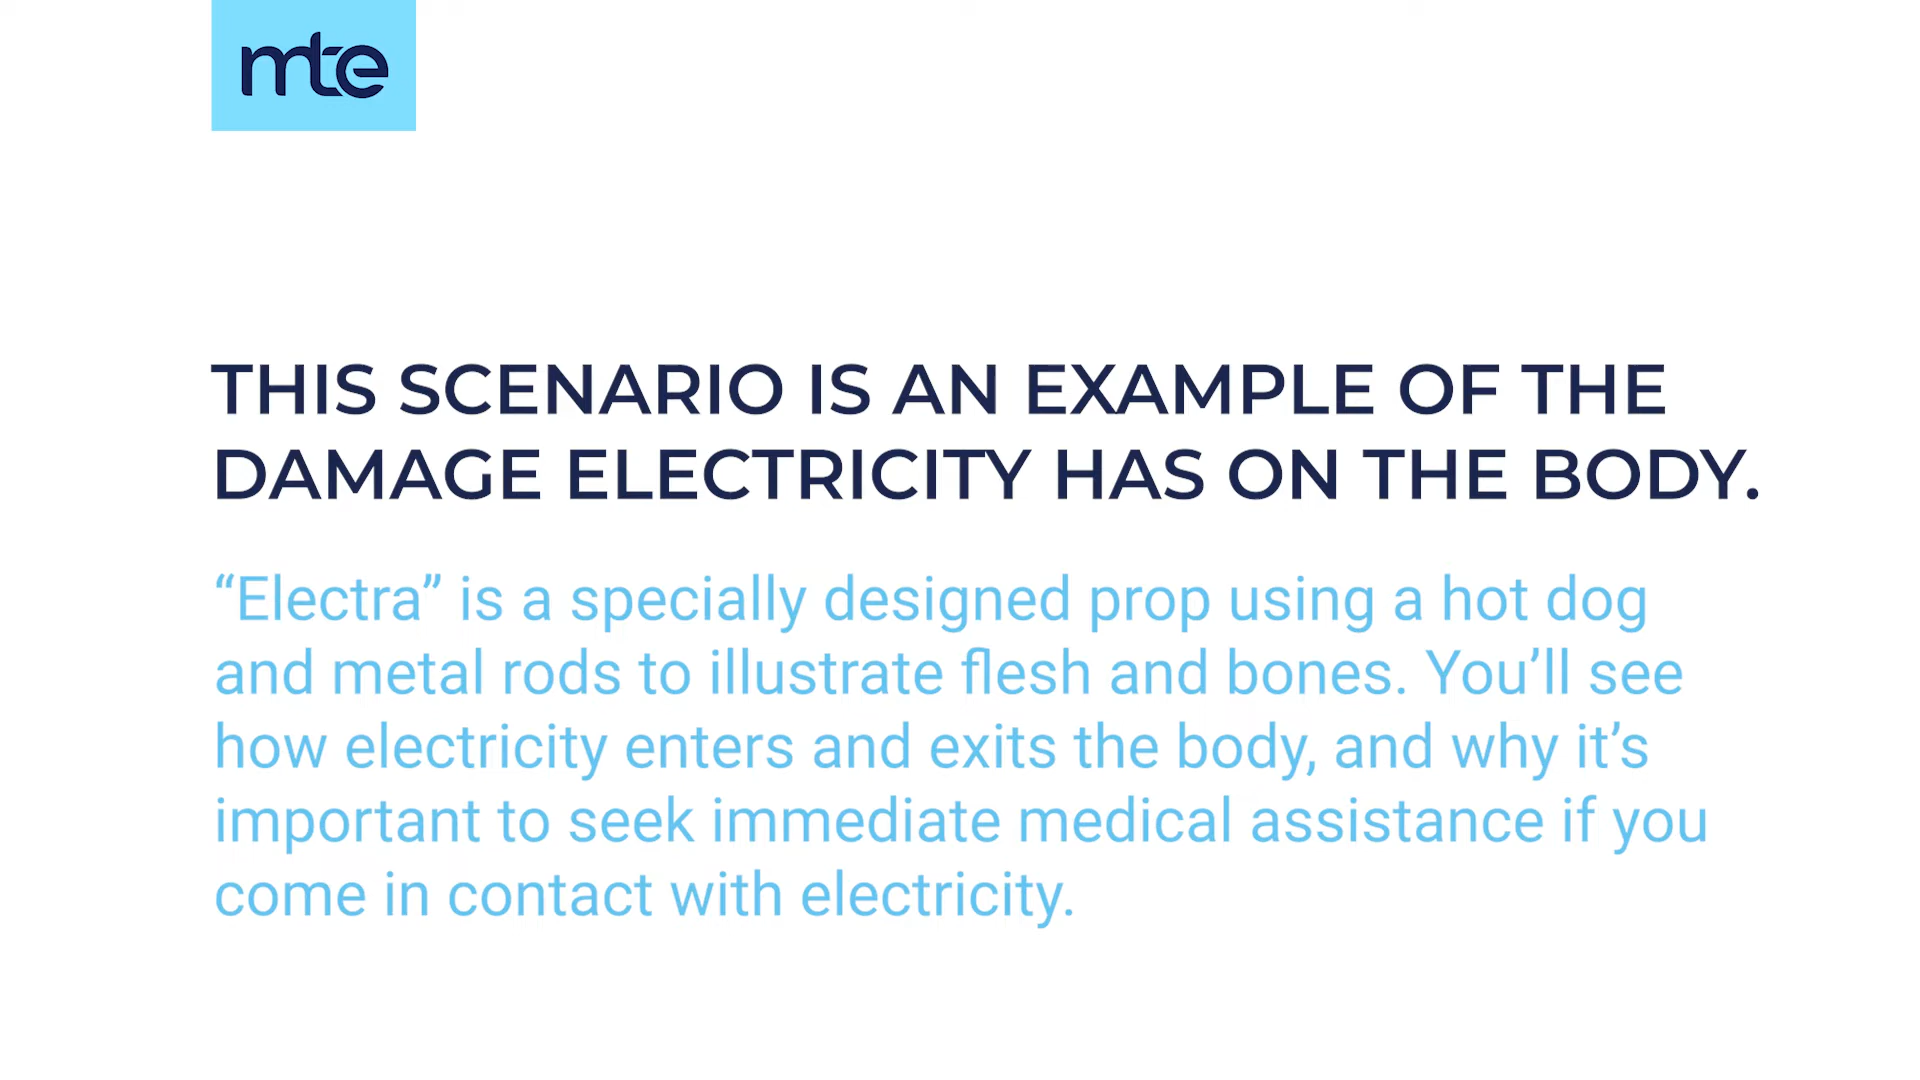 mte
THIS SCENARIO IS AN EXAMPLE OF THE
DAMAGE ELECTRICITY HAS ON THE BODY.
“Electra” is a specially designed prop using a hot dog
and metal rods to illustrate flesh and bones. You’ll see
how electricity enters and exits the body, and why it’s
important to seek immediate medical assistance if you
come in contact with electricity.